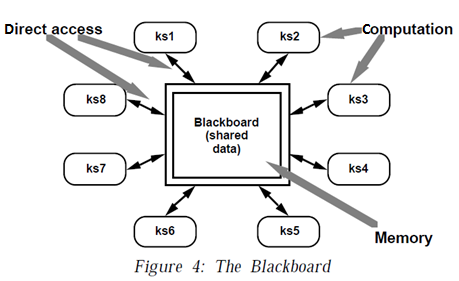 Direct access
ks1
ks2
Computation
ks8
ks3
Blackboard
(shared
data)
ks7
ks4
ks6
ks5
Memory
Figure 4: The Blackboard